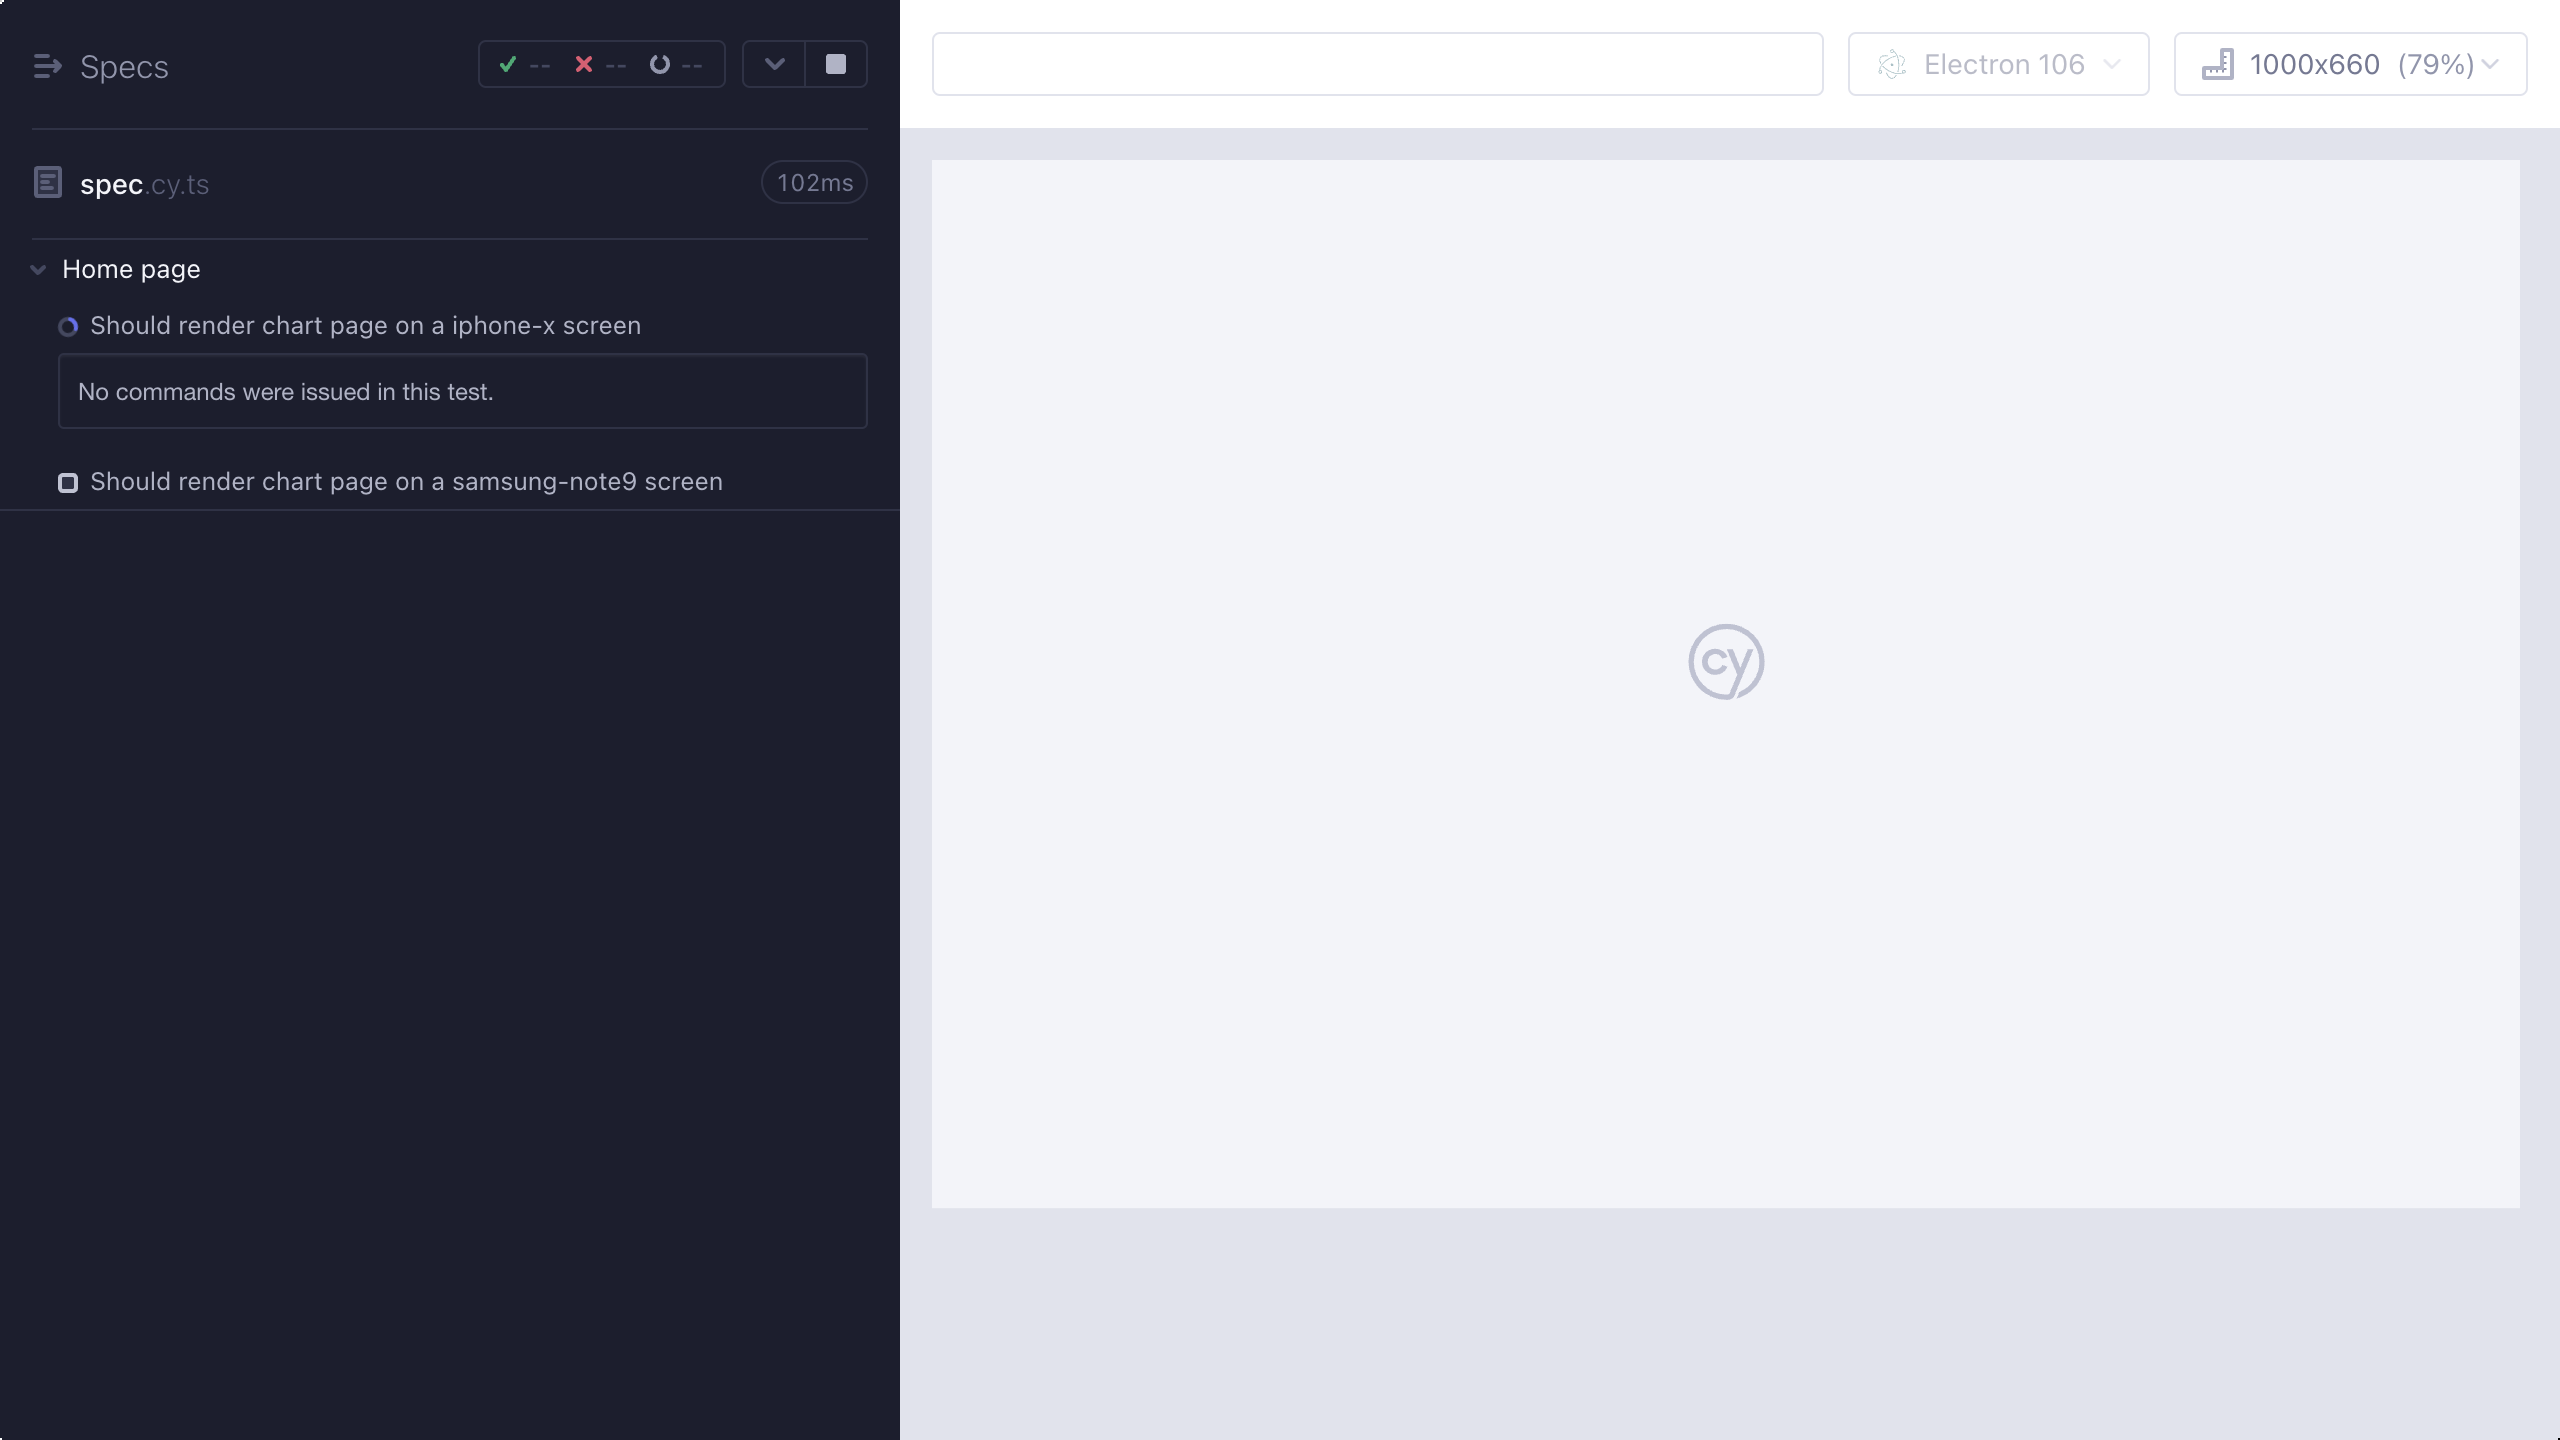 Specs
-- -- --
spec.cy.ts
102ms
Home page
Should render chart page on a iphone-x screen
No commands were issued in this test.
Should render chart page on a samsung-note9 screen
Electron 106
1000x660 (79%)
cy